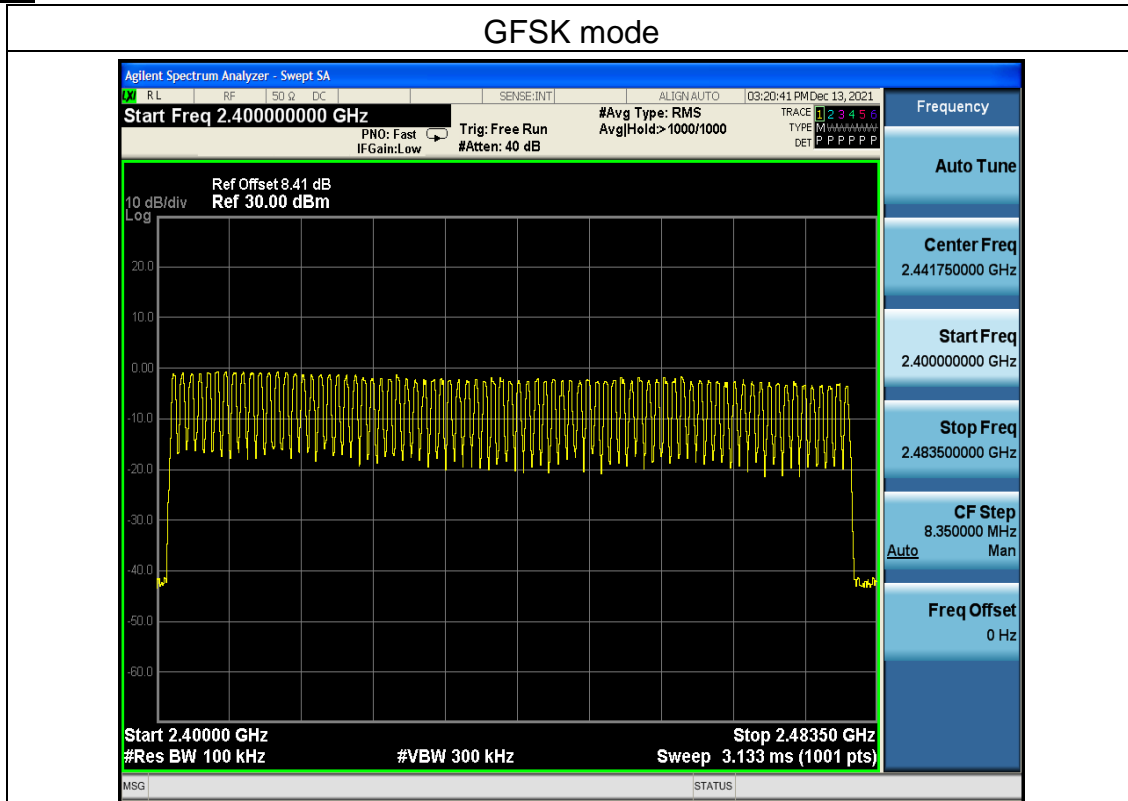 GFSK mode
Agilent Spectrum Analyzer - Swept SA
LXI RL RF 50 Ω DC SENSE:INT ALIGN AUTO 03:20:41 PM Dec 13, 2021
Start Freq 2.400000000 GHz
PNO: Fast
IFGain:Low
Trig: Free Run
#Atten: 40 dB
#Avg Type: RMS
Avg|Hold:>1000/1000
TRACE 1 2 3 4 5 6
TYPE M
DET P P P P P P
Ref Offset 8.41 dB
10 dB/div Ref 30.00 dBm
Log
20.0
10.0
0.00
-10.0
-20.0
-30.0
-40.0
-50.0
-60.0
Start 2.40000 GHz Stop 2.48350 GHz
#Res BW 100 kHz #VBW 300 kHz Sweep 3.133 ms (1001 pts)
MSG STATUS
Frequency
Auto Tune
Center Freq
2.441750000 GHz
Start Freq
2.400000000 GHz
Stop Freq
2.483500000 GHz
CF Step
8.350000 MHz
Auto Man
Freq Offset
0 Hz